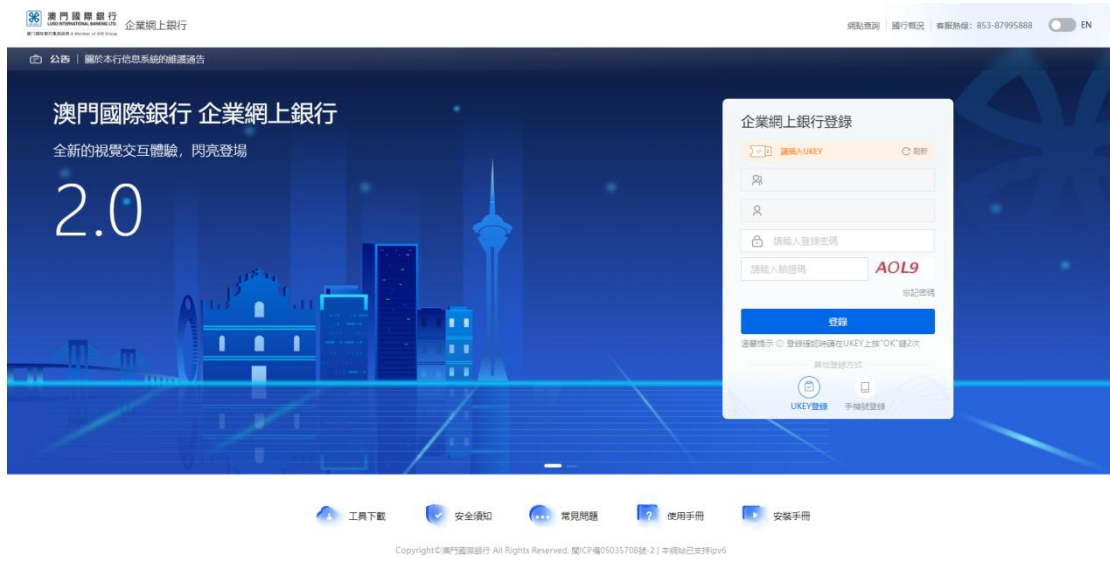 澳門國際銀行
LUSO INTERNATIONAL BANKING LTD.
企業網上銀行
網點查詢
國行概況
客服熱線：853-87995888
EN
公告 | 關於本行信息系統的維護通告
澳門國際銀行 企業網上銀行
全新的視覺交互體驗，閃亮登場
2.0
企業網上銀行登錄
請插入UKEY
刷新
請輸入登錄密碼
請輸入驗證碼
AOL9
忘記密碼
登錄
溫馨提示 登錄確認時請在UKEY上按"OK"鍵2次
其他登錄方式
UKEY登錄
手機號登錄
工具下載
安全須知
常見問題
使用手冊
安裝手冊
Copyright©澳門國際銀行 All Rights Reserved. 閩ICP備05035708號-2 | 本網站已支持ipv6